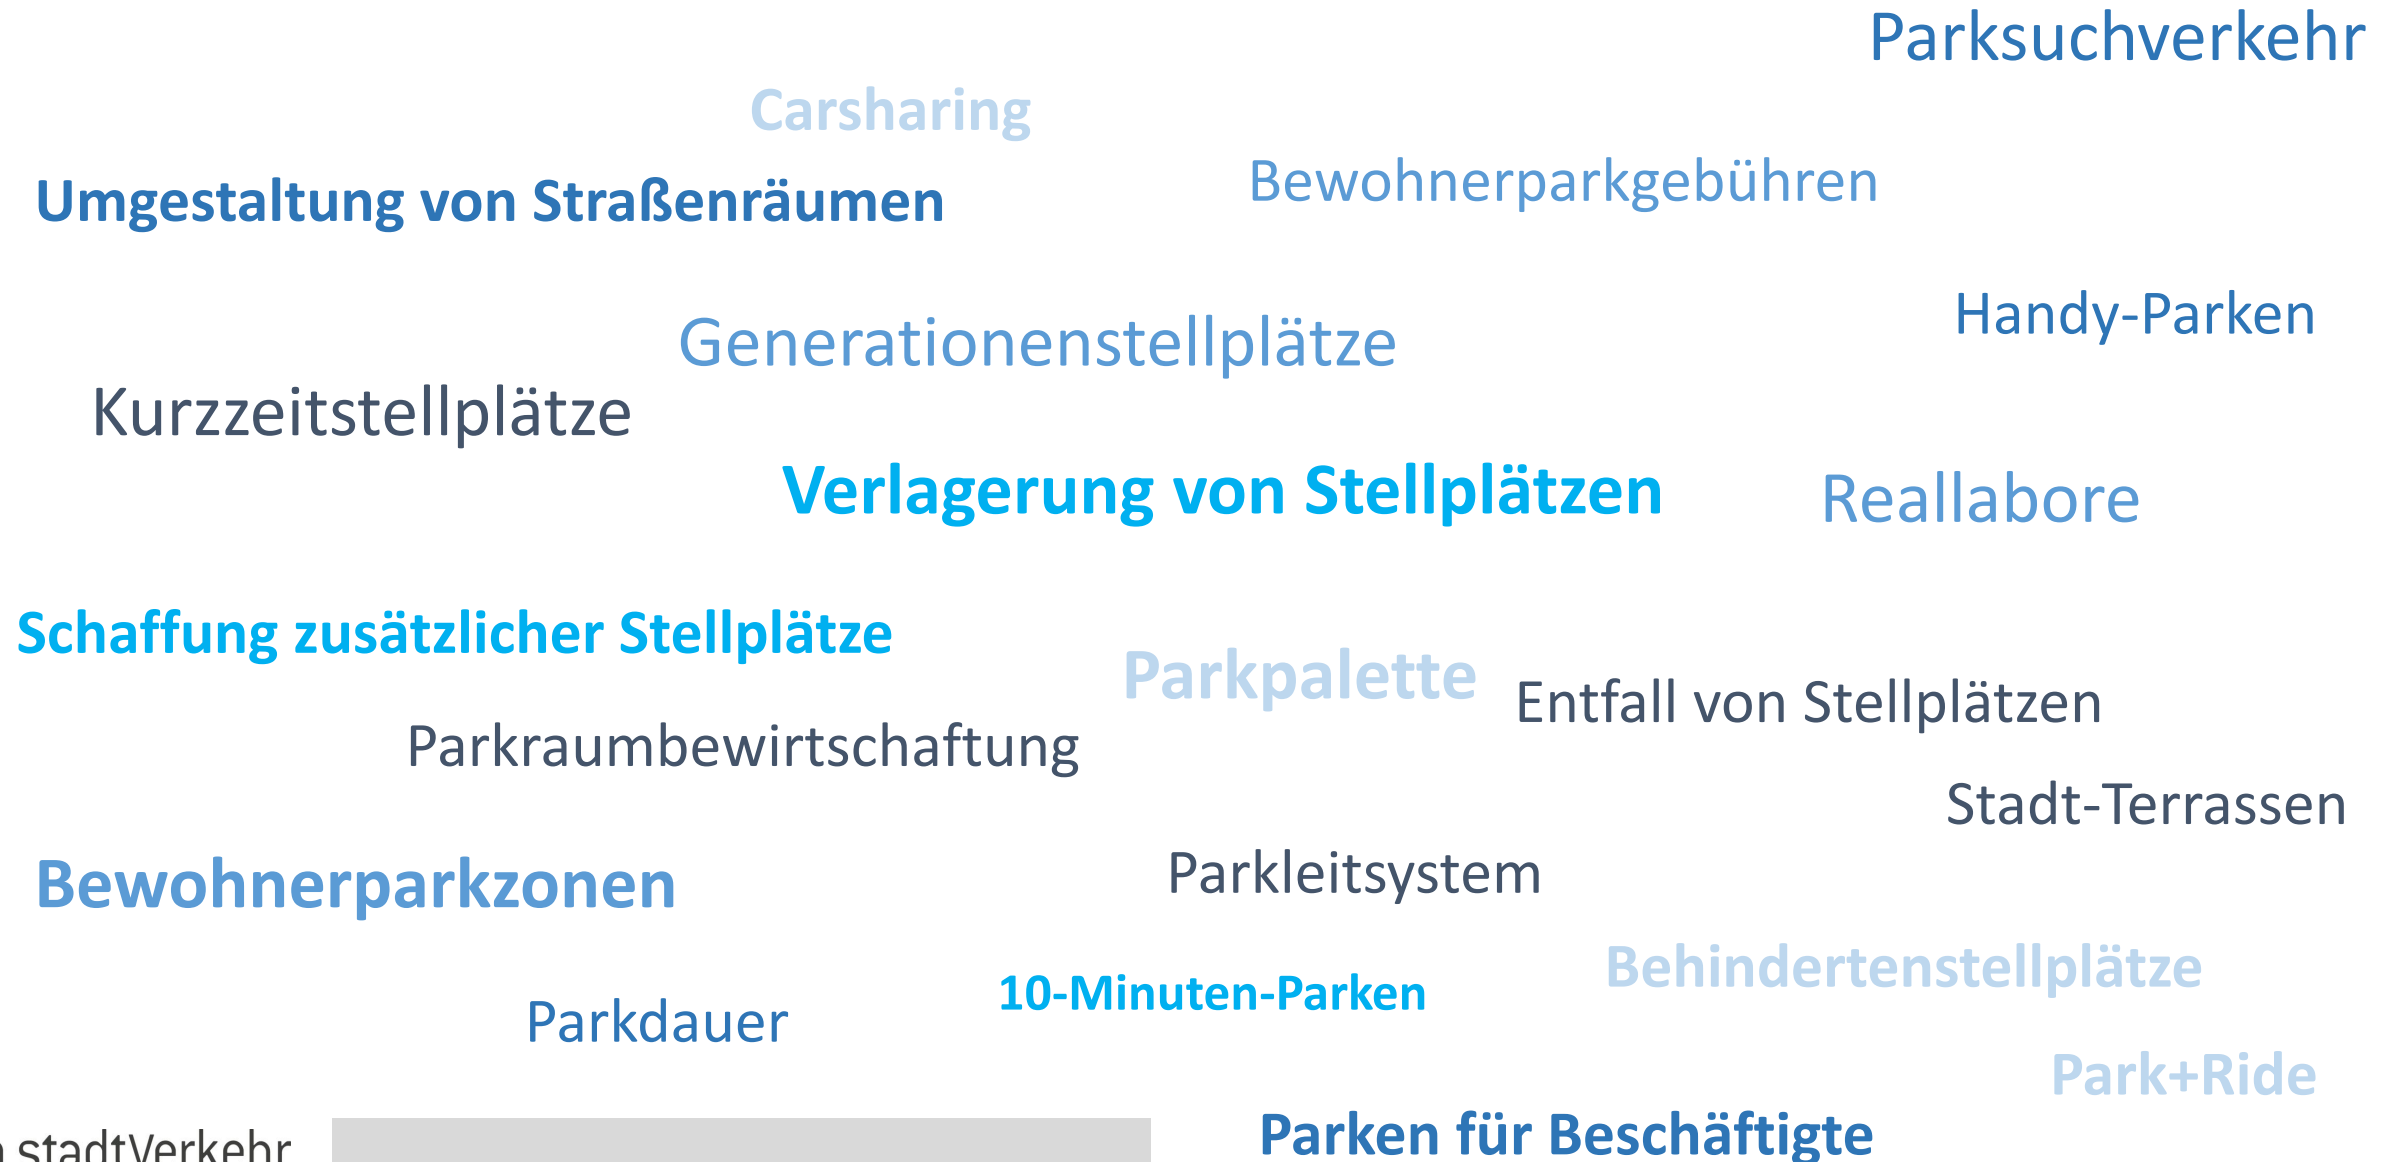 Parksuchverkehr
Carsharing
Bewohnerparkgebühren
Umgestaltung von Straßenräumen
Handy-Parken
Generationenstellplätze
Kurzzeitstellplätze
Verlagerung von Stellplätzen
Reallabore
Schaffung zusätzlicher Stellplätze
Parkpalette
Entfall von Stellplätzen
Parkraumbewirtschaftung
Stadt-Terrassen
Parkleitsystem
Bewohnerparkzonen
Behindertenstellplätze
10-Minuten-Parken
Parkdauer
Park+Ride
Parken für Beschäftigte
stadtVerkehr